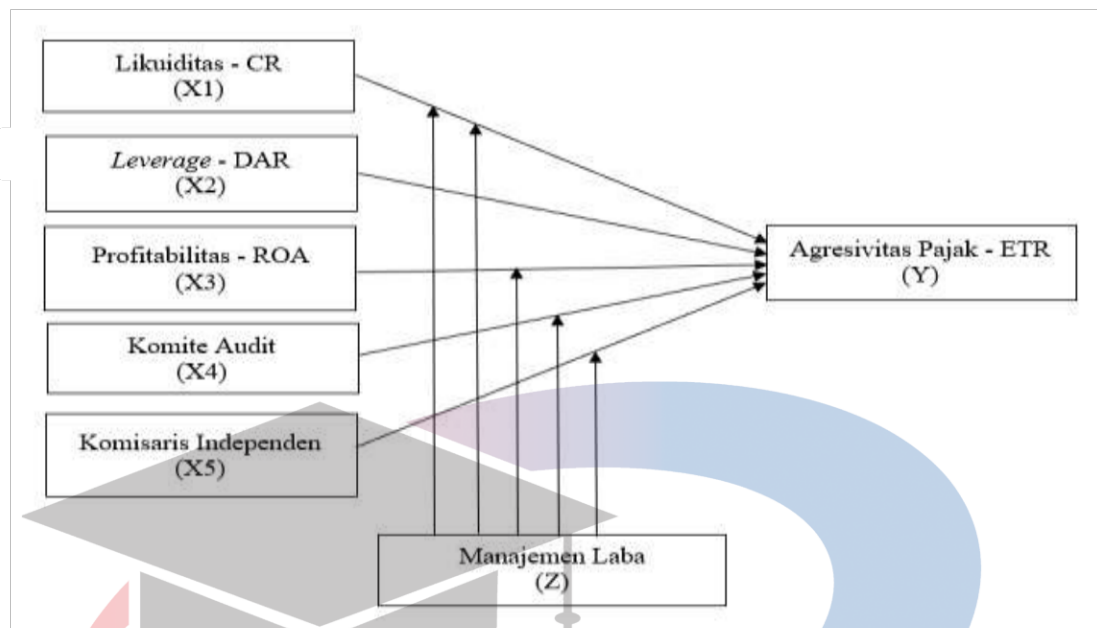 Likuiditas - CR
(X1)
Leverage - DAR
(X2)
Profitabilitas - ROA
(X3)
Komite Audit
(X4)
Komisaris Independen
(X5)
Agresivitas Pajak - ETR
(Y)
Manajemen Laba
(Z)